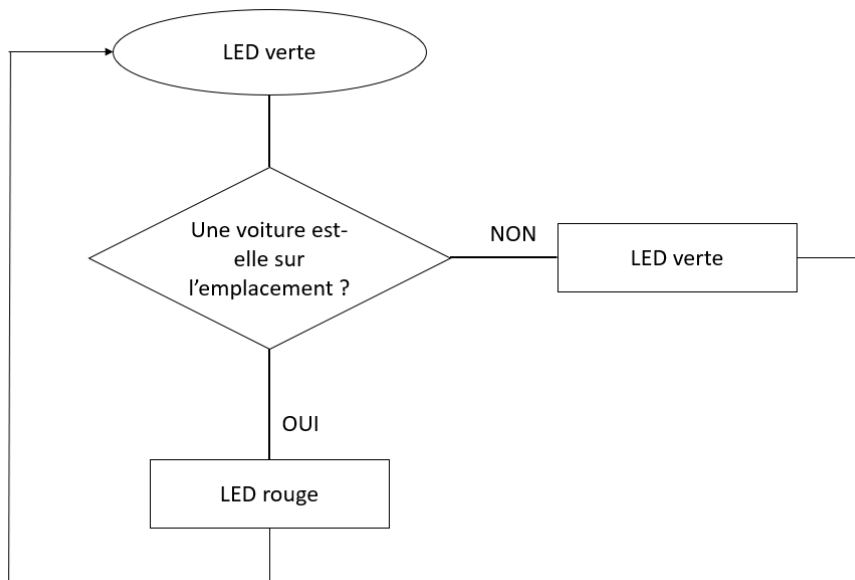 LED verte
Une voiture est-
elle sur
l’emplacement ?
NON
LED verte
OUI
LED rouge